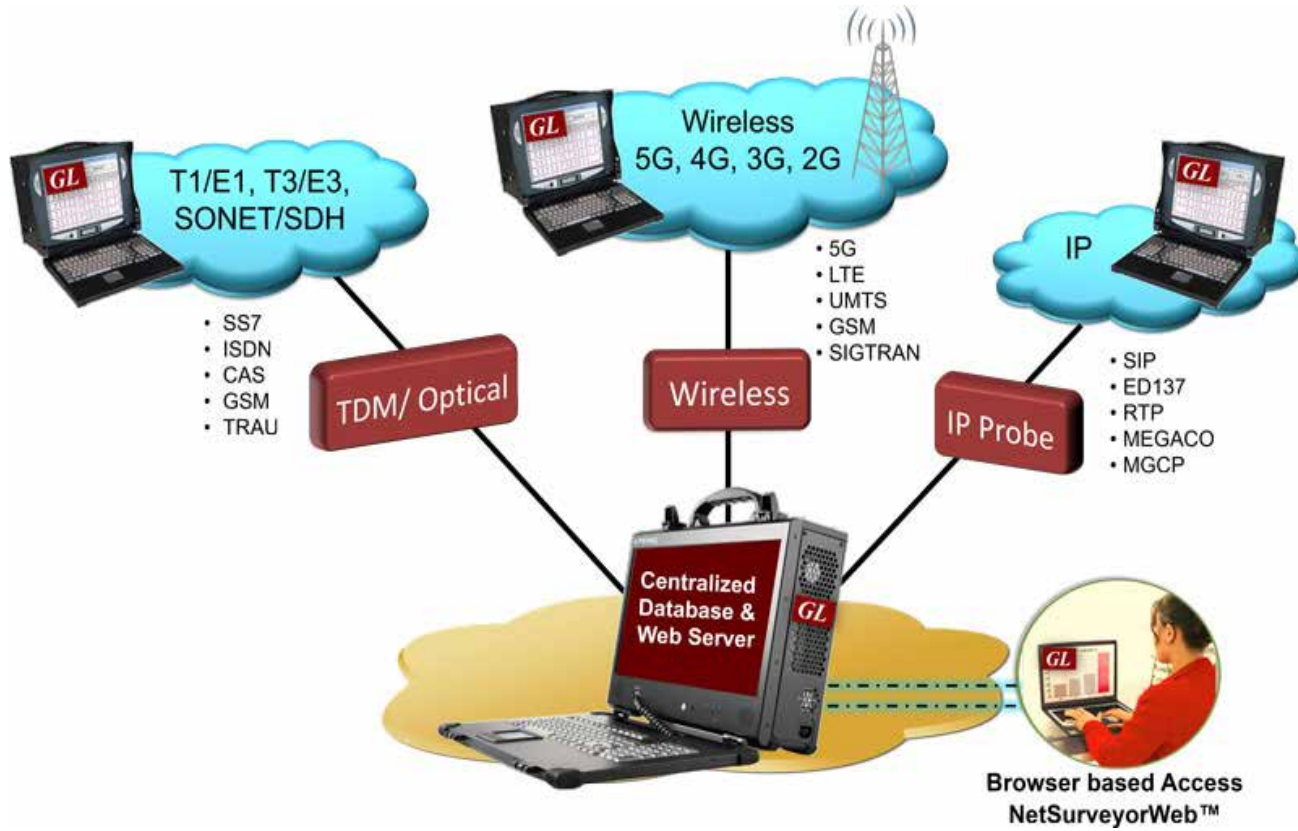 GL
T1/E1, T3/E3,
SONET/SDH
• SS7
• ISDN
• CAS
• GSM
• TRAU
TDM/ Optical
GL
Wireless
5G, 4G, 3G, 2G
• 5G
• LTE
• UMTS
• GSM
• SIGTRAN
Wireless
GL
IP
• SIP
• ED137
• RTP
• MEGACO
• MGCP
IP Probe
Centralized
Database &
Web Server
GL
GL
Browser based Access
NetSurveyorWeb™